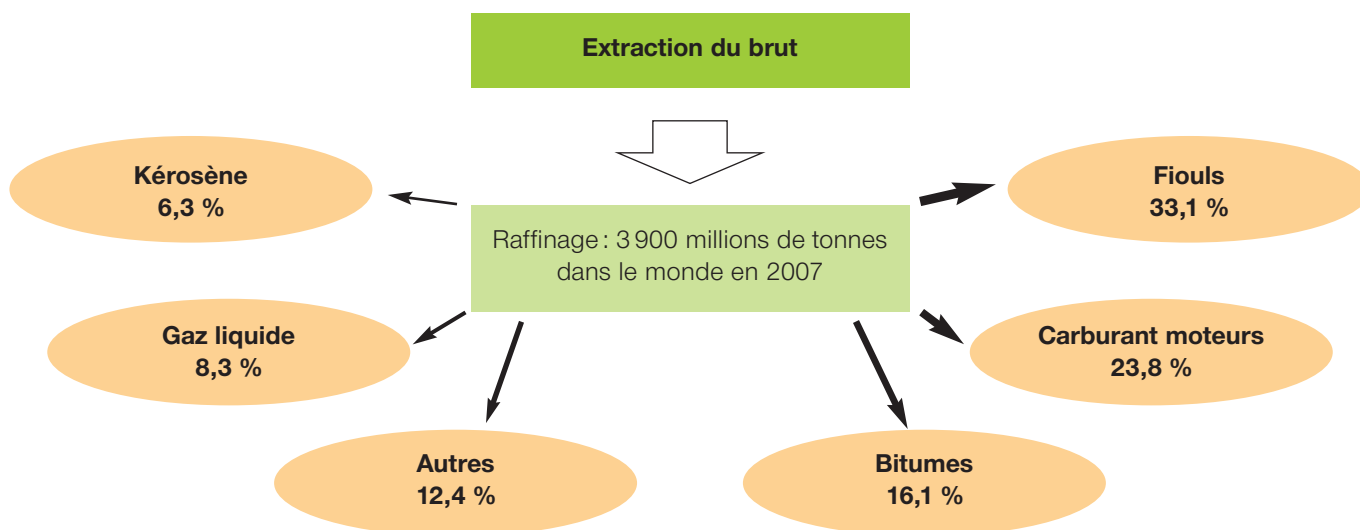 Extraction du brut
Kérosène
6,3 %
Fiouls
33,1 %
Raffinage : 3 900 millions de tonnes
dans le monde en 2007
Gaz liquide
8,3 %
Carburant moteurs
23,8 %
Autres
12,4 %
Bitumes
16,1 %